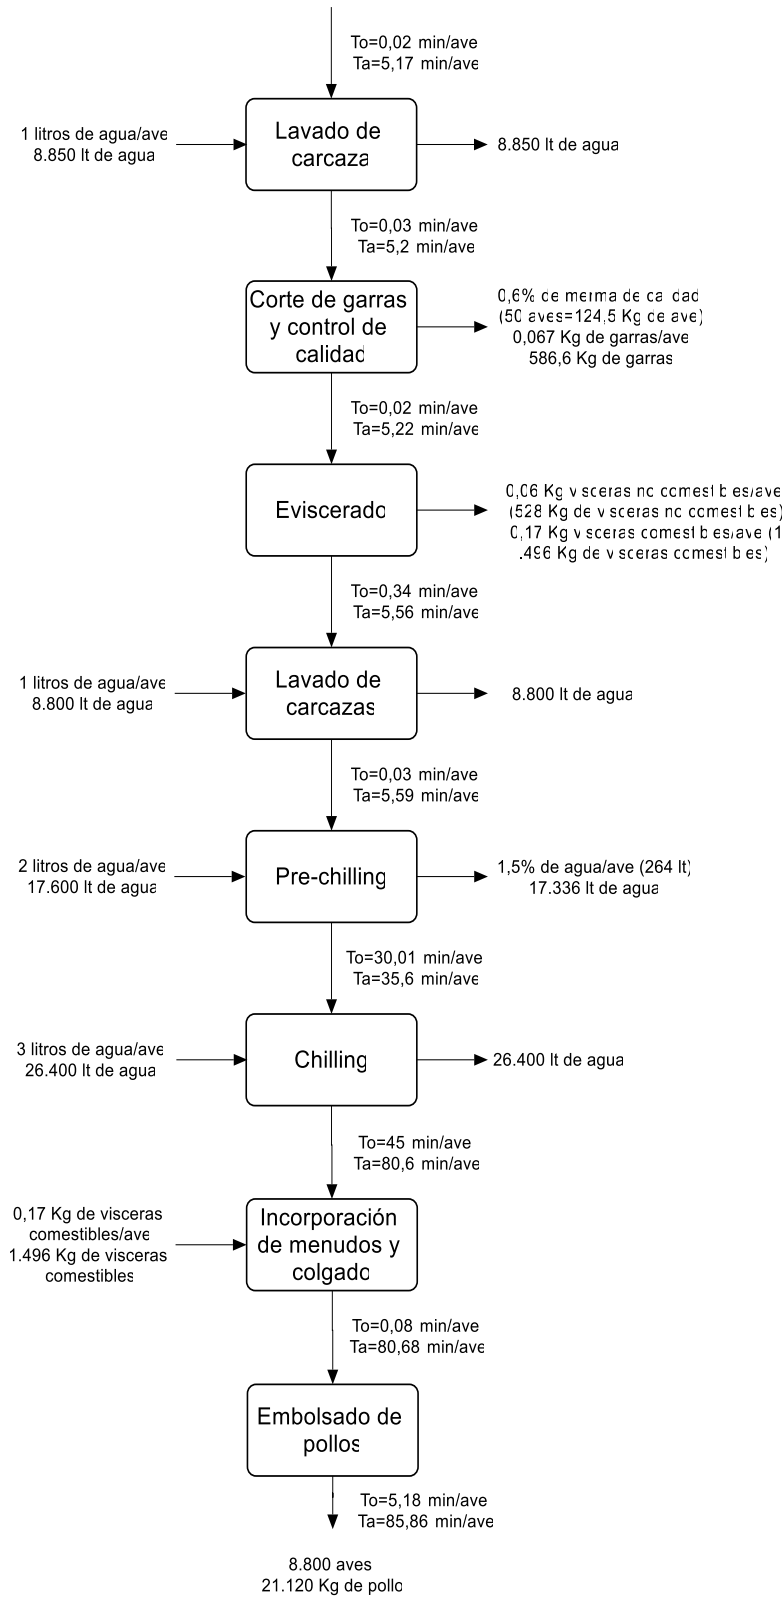 To=0,02 min/ave
Ta=5,17 min/ave
1 litros de agua/ave
8.850 lt de agua
Lavado de
carcaza
8.850 lt de agua
To=0,03 min/ave
Ta=5,2 min/ave
Corte de garras
y control de
calidad
0,6% de merma de calidad
(50 aves=124,5 Kg de ave)
0,067 Kg de garras/ave
586,6 Kg de garras
To=0,02 min/ave
Ta=5,22 min/ave
Eviscerado
0,06 Kg visceras no comestibles/ave
(528 Kg de visceras no comestibles)
0,17 Kg visceras comestibles/ave (1
.496 Kg de visceras comestibles)
To=0,34 min/ave
Ta=5,56 min/ave
1 litros de agua/ave
8.800 lt de agua
Lavado de
carcazas
8.800 lt de agua
To=0,03 min/ave
Ta=5,59 min/ave
2 litros de agua/ave
17.600 lt de agua
Pre-chilling
1,5% de agua/ave (264 lt)
17.336 lt de agua
To=30,01 min/ave
Ta=35,6 min/ave
3 litros de agua/ave
26.400 lt de agua
Chilling
26.400 lt de agua
To=45 min/ave
Ta=80,6 min/ave
0,17 Kg de visceras
comestibles/ave
1.496 Kg de visceras
comestibles
Incorporación
de menudos y
colgado
To=0,08 min/ave
Ta=80,68 min/ave
Embolsado de
pollos
To=5,18 min/ave
Ta=85,86 min/ave
8.800 aves
21.120 Kg de pollo